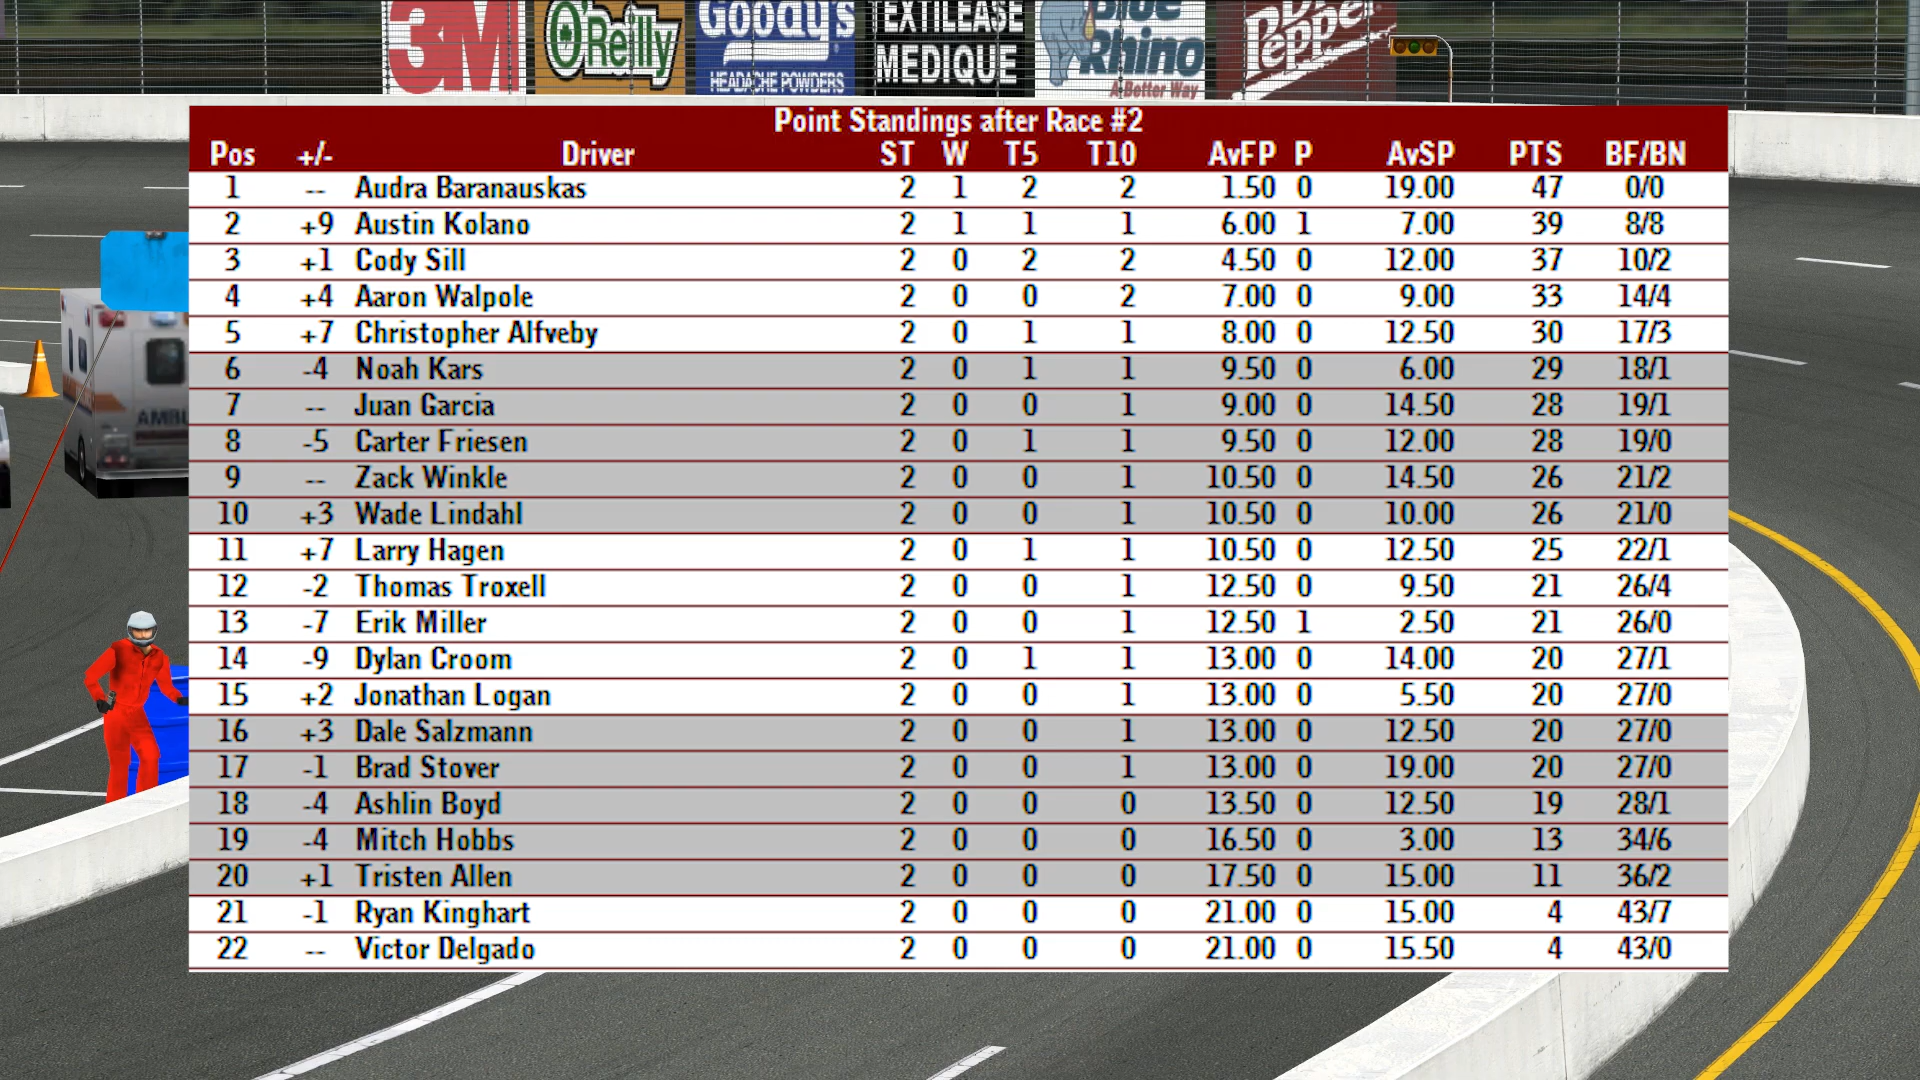 3M
O'Reilly
Goody's
HEADACHE POWDERS
TEXTILEASE
MEDIQUE
Blue
Rhino
A Better Way
Dr Pepper
AMBU
Point Standings after Race #2
Pos +/- Driver ST W T5 T10 AvFP P AvSP PTS BF/BN
1 -- Audra Baranauskas 2 1 2 2 1.50 0 19.00 47 0/0
2 +9 Austin Kolano 2 1 1 1 6.00 1 7.00 39 8/8
3 +1 Cody Sill 2 0 2 2 4.50 0 12.00 37 10/2
4 +4 Aaron Walpole 2 0 0 2 7.00 0 9.00 33 14/4
5 +7 Christopher Alfveby 2 0 1 1 8.00 0 12.50 30 17/3
6 -4 Noah Kars 2 0 1 1 9.50 0 6.00 29 18/1
7 -- Juan Garcia 2 0 0 1 9.00 0 14.50 28 19/1
8 -5 Carter Friesen 2 0 1 1 9.50 0 12.00 28 19/0
9 -- Zack Winkle 2 0 0 1 10.50 0 14.50 26 21/2
10 +3 Wade Lindahl 2 0 0 1 10.50 0 10.00 26 21/0
11 +7 Larry Hagen 2 0 1 1 10.50 0 12.50 25 22/1
12 -2 Thomas Troxell 2 0 0 1 12.50 0 9.50 21 26/4
13 -7 Erik Miller 2 0 0 1 12.50 1 2.50 21 26/0
14 -9 Dylan Croom 2 0 1 1 13.00 0 14.00 20 27/1
15 +2 Jonathan Logan 2 0 0 1 13.00 0 5.50 20 27/0
16 +3 Dale Salzmann 2 0 0 1 13.00 0 12.50 20 27/0
17 -1 Brad Stover 2 0 0 1 13.00 0 19.00 20 27/0
18 -4 Ashlin Boyd 2 0 0 0 13.50 0 12.50 19 28/1
19 -4 Mitch Hobbs 2 0 0 0 16.50 0 3.00 13 34/6
20 +1 Tristen Allen 2 0 0 0 17.50 0 15.00 11 36/2
21 -1 Ryan Kinghart 2 0 0 0 21.00 0 15.00 4 43/7
22 -- Victor Delgado 2 0 0 0 21.00 0 15.50 4 43/0